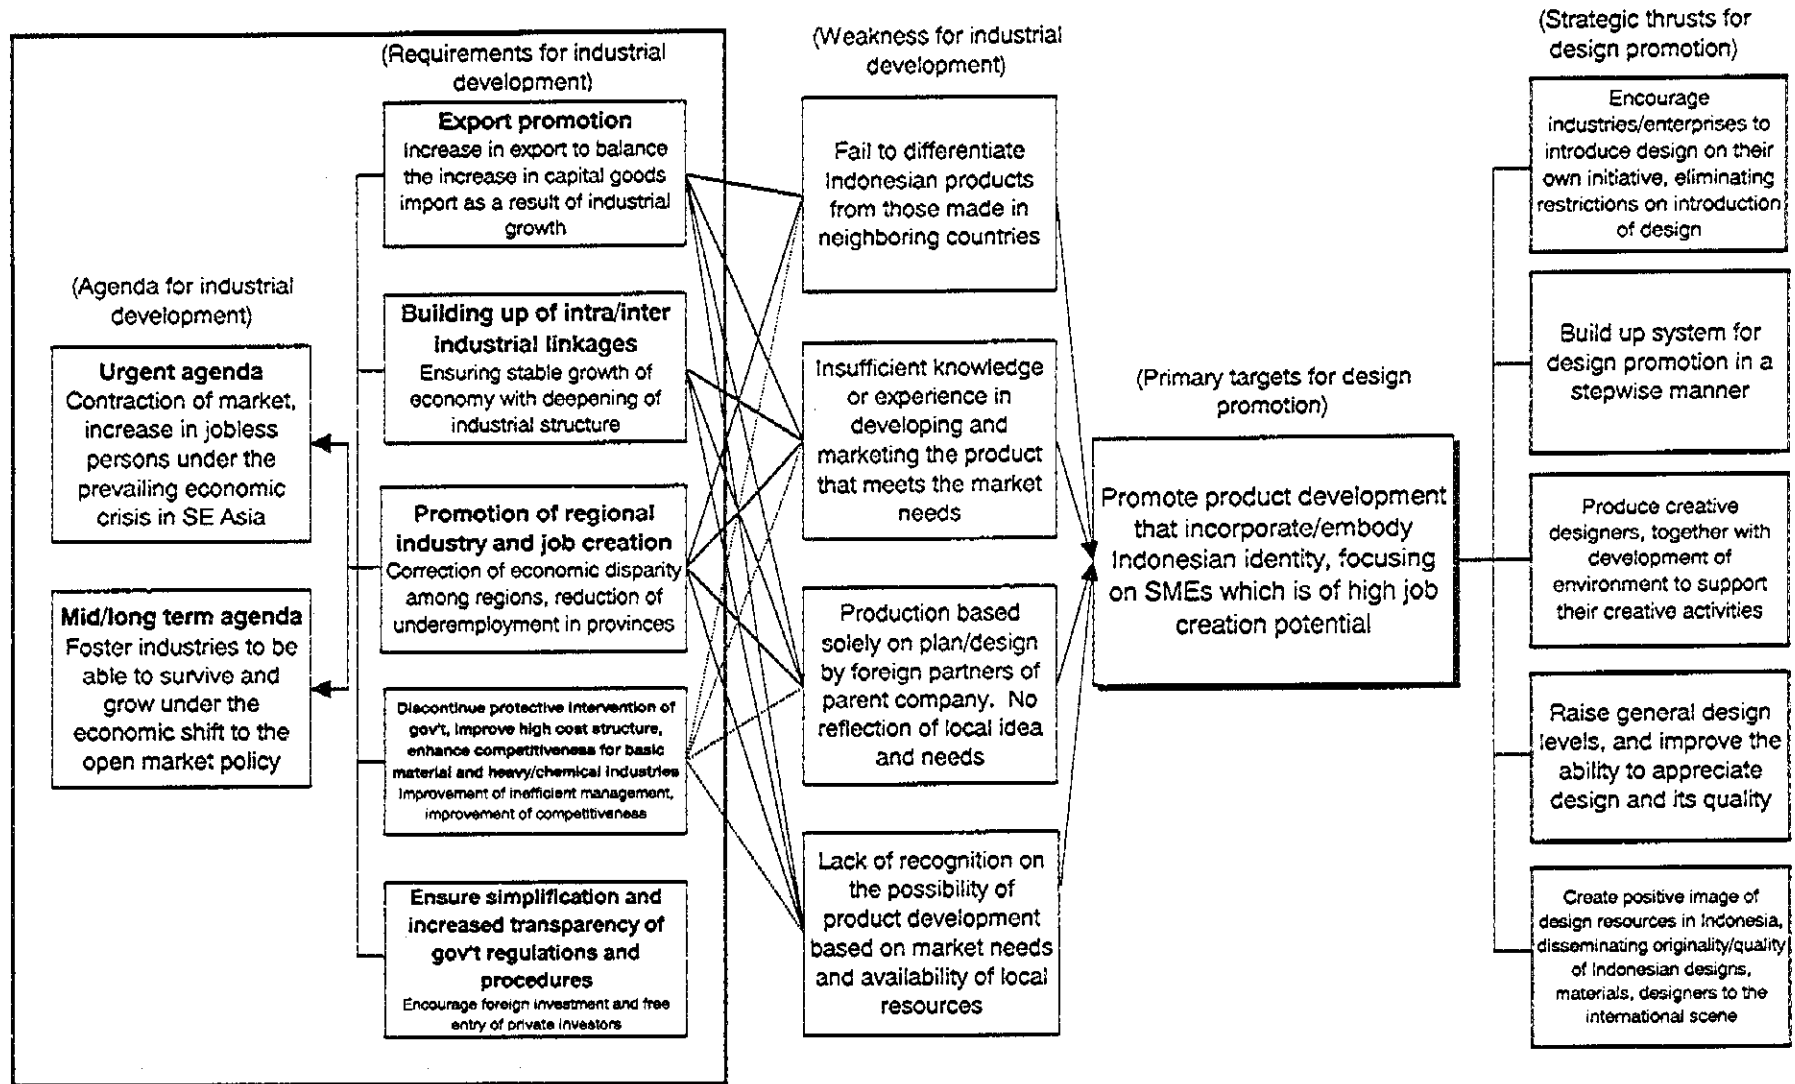 (Agenda for industrial
development)
Urgent agenda
Contraction of market,
increase in jobless
persons under the
prevailing economic
crisis in SE Asia
Mid/long term agenda
Foster industries to be
able to survive and
grow under the
economic shift to the
open market policy
(Requirements for industrial
development)
Export promotion
Increase in export to balance
the increase in capital goods
import as a result of industrial
growth
Building up of intra/inter
industrial linkages
Ensuring stable growth of
economy with deepening of
industrial structure
Promotion of regional
industry and job creation
Correction of economic disparity
among regions, reduction of
underemployment in provinces
Discontinue protective intervention of
gov't, improve high cost structure,
enhance competitiveness for basic
material and heavy/chemical industries
Improvement of inefficient management,
improvement of competitiveness
Ensure simplification and
increased transparency of
gov't regulations and
procedures
Encourage foreign investment and free
entry of private investors
(Weakness for industrial
development)
Fail to differentiate
Indonesian products
from those made in
neighboring countries
Insufficient knowledge
or experience in
developing and
marketing the product
that meets the market
needs
Production based
solely on plan/design
by foreign partners of
parent company. No
reflection of local idea
and needs
Lack of recognition on
the possibility of
product development
based on market needs
and availability of local
resources
(Primary targets for design
promotion)
Promote product development
that incorporate/embody
Indonesian identity, focusing
on SMEs which is of high job
creation potential
(Strategic thrusts for
design promotion)
Encourage
industries/enterprises to
introduce design on their
own initiative, eliminating
restrictions on introduction
of design
Build up system for
design promotion in a
stepwise manner
Produce creative
designers, together with
development of
environment to support
their creative activities
Raise general design
levels, and improve the
ability to appreciate
design and its quality
Create positive image of
design resources in Indonesia,
disseminating originality/quality
of Indonesian designs,
materials, designers to the
international scene